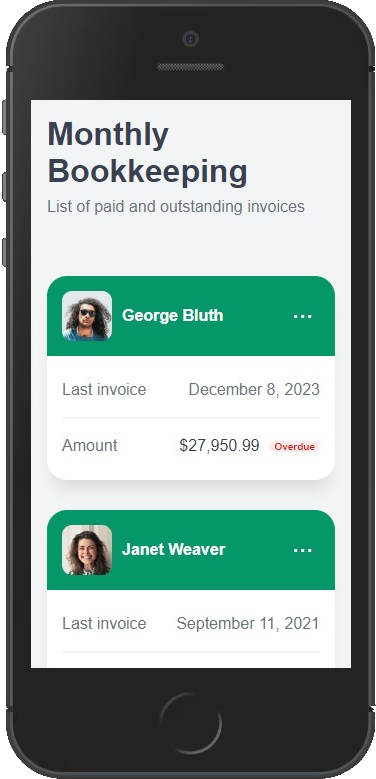 Monthly
Bookkeeping
List of paid and outstanding invoices
George Bluth ...
Last invoice December 8, 2023
Amount $27,950.99 Overdue
Janet Weaver ...
Last invoice September 11, 2021